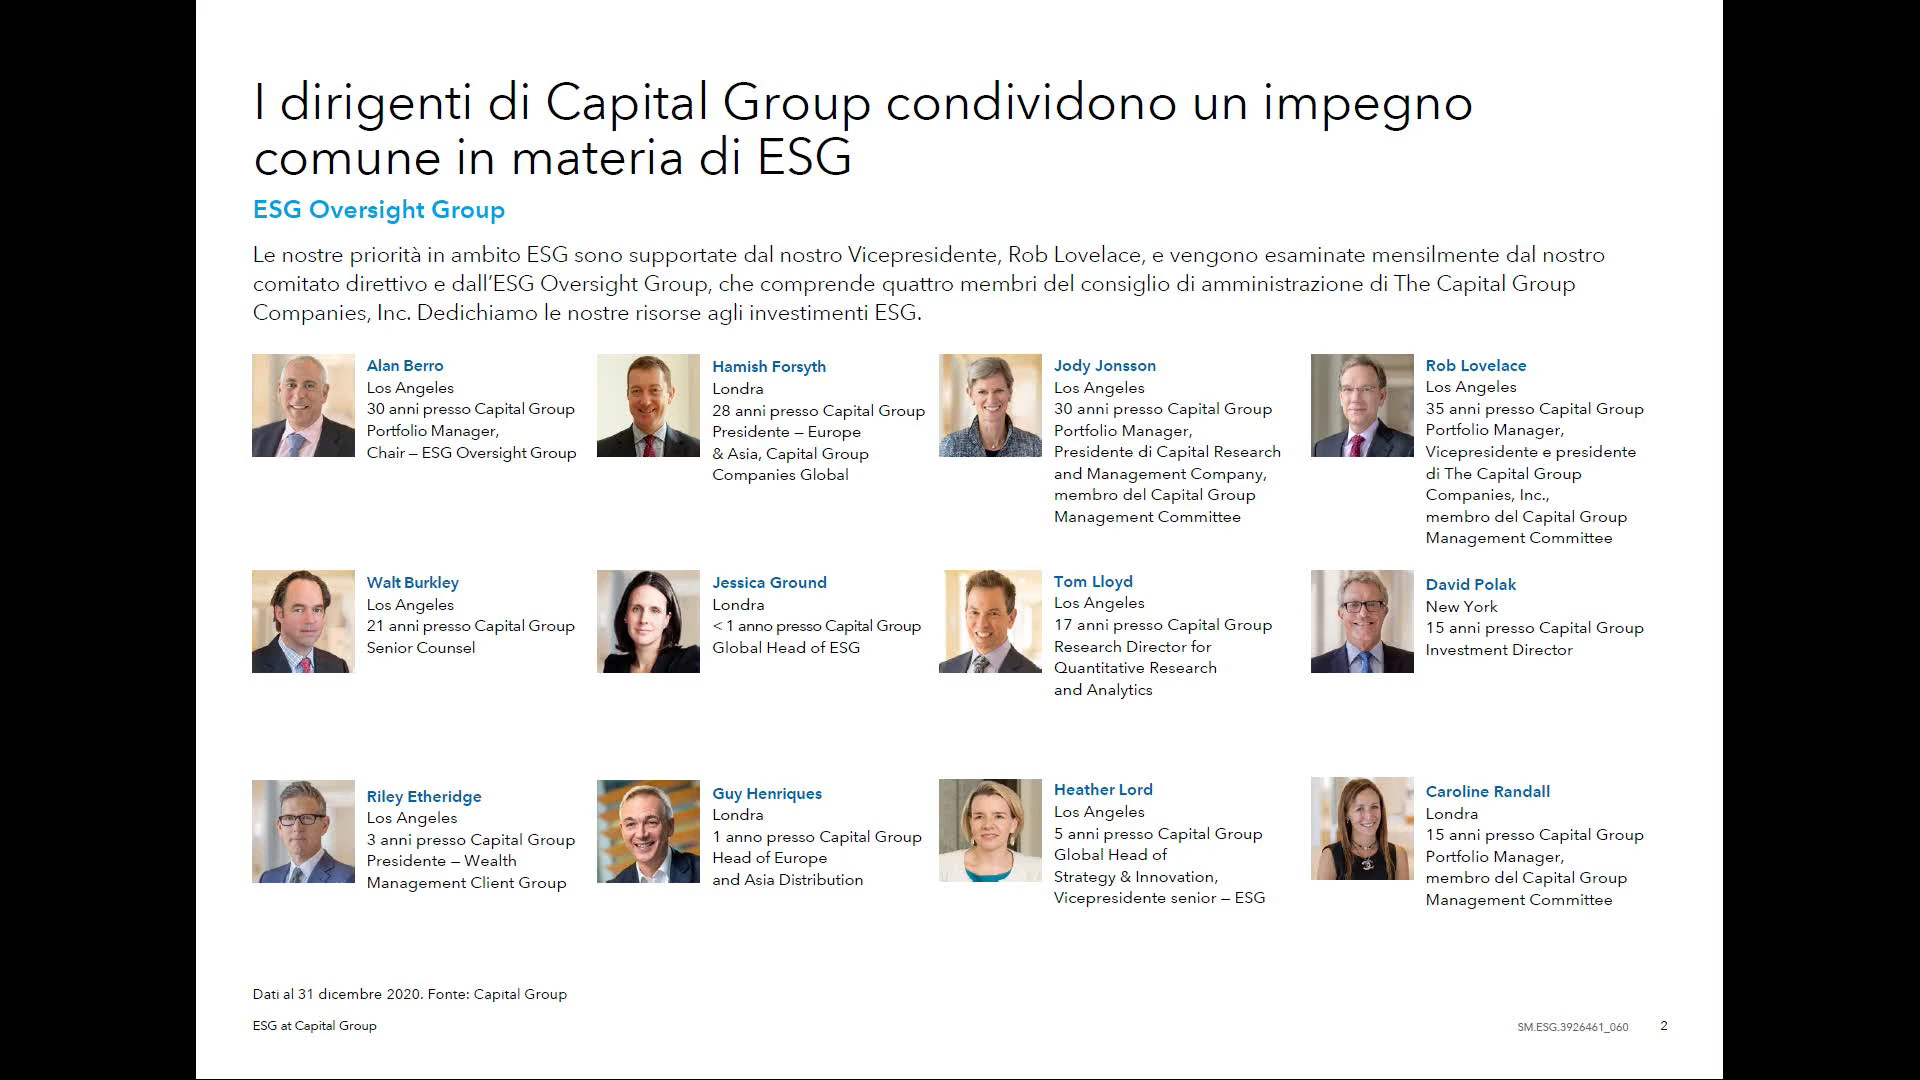 I dirigenti di Capital Group condividono un impegno
comune in materia di ESG
ESG Oversight Group
Le nostre priorità in ambito ESG sono supportate dal nostro Vicepresidente, Rob Lovelace, e vengono esaminate mensilmente dal nostro
comitato direttivo e dall'ESG Oversight Group, che comprende quattro membri del consiglio di amministrazione di The Capital Group
Companies, Inc. Dedichiamo le nostre risorse agli investimenti ESG.
Alan Berro
Los Angeles
30 anni presso Capital Group
Portfolio Manager,
Chair – ESG Oversight Group
Hamish Forsyth
Londra
28 anni presso Capital Group
Presidente – Europe
& Asia, Capital Group
Companies Global
Jody Jonsson
Los Angeles
30 anni presso Capital Group
Portfolio Manager,
Presidente di Capital Research
and Management Company,
membro del Capital Group
Management Committee
Rob Lovelace
Los Angeles
35 anni presso Capital Group
Portfolio Manager,
Vicepresidente e presidente
di The Capital Group
Companies, Inc.,
membro del Capital Group
Management Committee
Walt Burkley
Los Angeles
21 anni presso Capital Group
Senior Counsel
Jessica Ground
Londra
< 1 anno presso Capital Group
Global Head of ESG
Tom Lloyd
Los Angeles
17 anni presso Capital Group
Research Director for
Quantitative Research
and Analytics
David Polak
New York
15 anni presso Capital Group
Investment Director
Riley Etheridge
Los Angeles
3 anni presso Capital Group
Presidente – Wealth
Management Client Group
Guy Henriques
Londra
1 anno presso Capital Group
Head of Europe
and Asia Distribution
Heather Lord
Los Angeles
5 anni presso Capital Group
Global Head of
Strategy & Innovation,
Vicepresidente senior – ESG
Caroline Randall
Londra
15 anni presso Capital Group
Portfolio Manager,
membro del Capital Group
Management Committee
Dati al 31 dicembre 2020. Fonte: Capital Group
ESG at Capital Group
SM.ESG.3926461_060
2